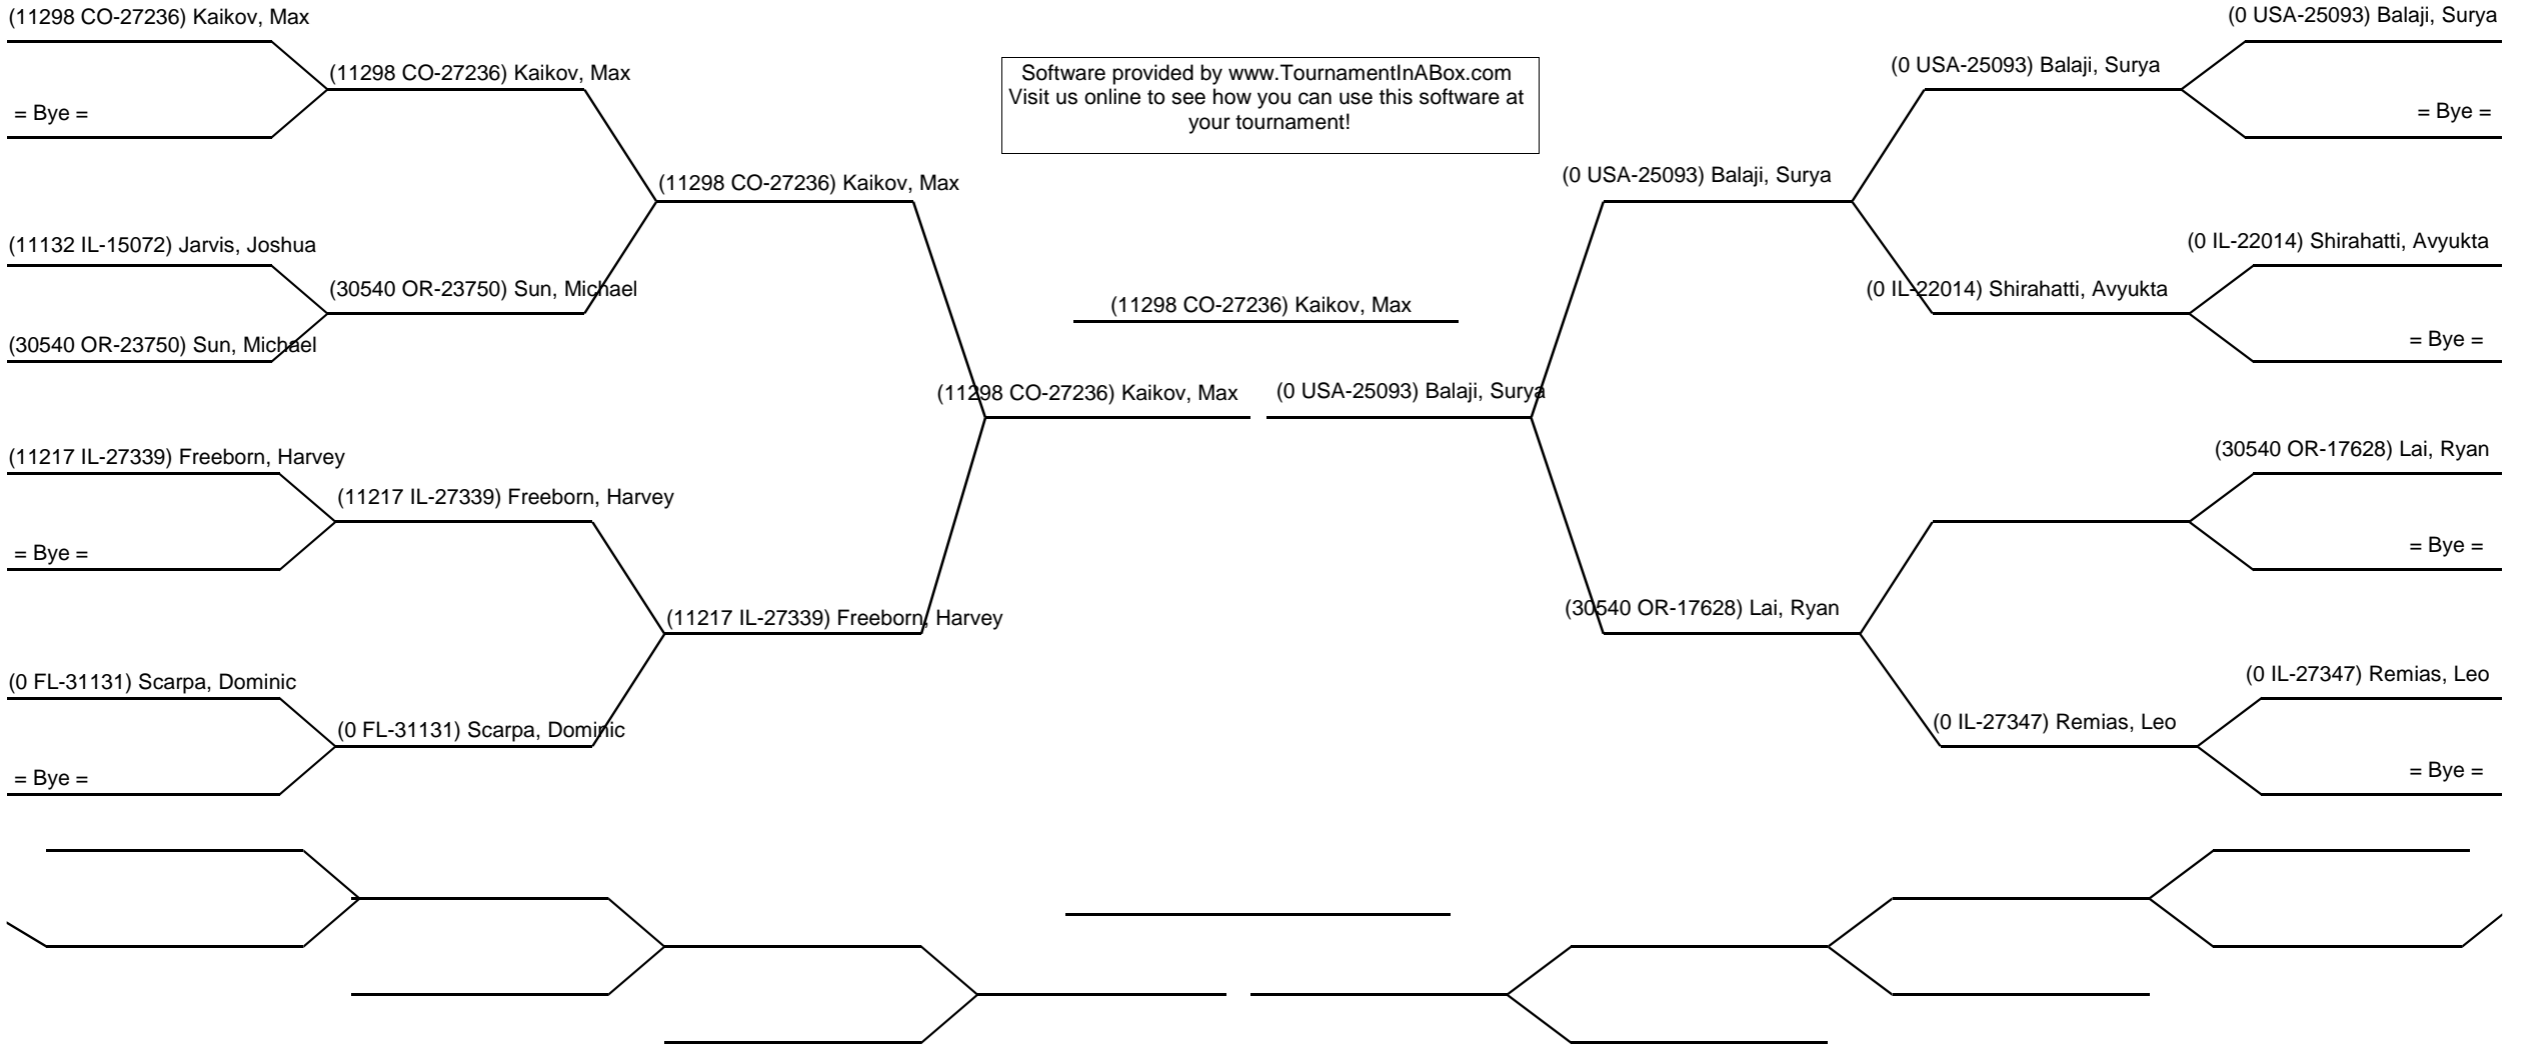 (11298 CO-27236) Kaikov, Max
(11298 CO-27236) Kaikov, Max
= Bye =
(11298 CO-27236) Kaikov, Max
(11132 IL-15072) Jarvis, Joshua
(30540 OR-23750) Sun, Michael
(30540 OR-23750) Sun, Michael
(11298 CO-27236) Kaikov, Max
(11217 IL-27339) Freeborn, Harvey
(11217 IL-27339) Freeborn, Harvey
= Bye =
(11217 IL-27339) Freeborn, Harvey
(0 FL-31131) Scarpa, Dominic
(0 FL-31131) Scarpa, Dominic
= Bye =
Software provided by www.TournamentInABox.com
Visit us online to see how you can use this software at
your tournament!
(11298 CO-27236) Kaikov, Max
(0 USA-25093) Balaji, Surya
(0 USA-25093) Balaji, Surya
(0 USA-25093) Balaji, Surya
(0 USA-25093) Balaji, Surya
= Bye =
(0 IL-22014) Shirahatti, Avyukta
(0 IL-22014) Shirahatti, Avyukta
= Bye =
(30540 OR-17628) Lai, Ryan
= Bye =
(30540 OR-17628) Lai, Ryan
(0 IL-27347) Remias, Leo
(0 IL-27347) Remias, Leo
= Bye =